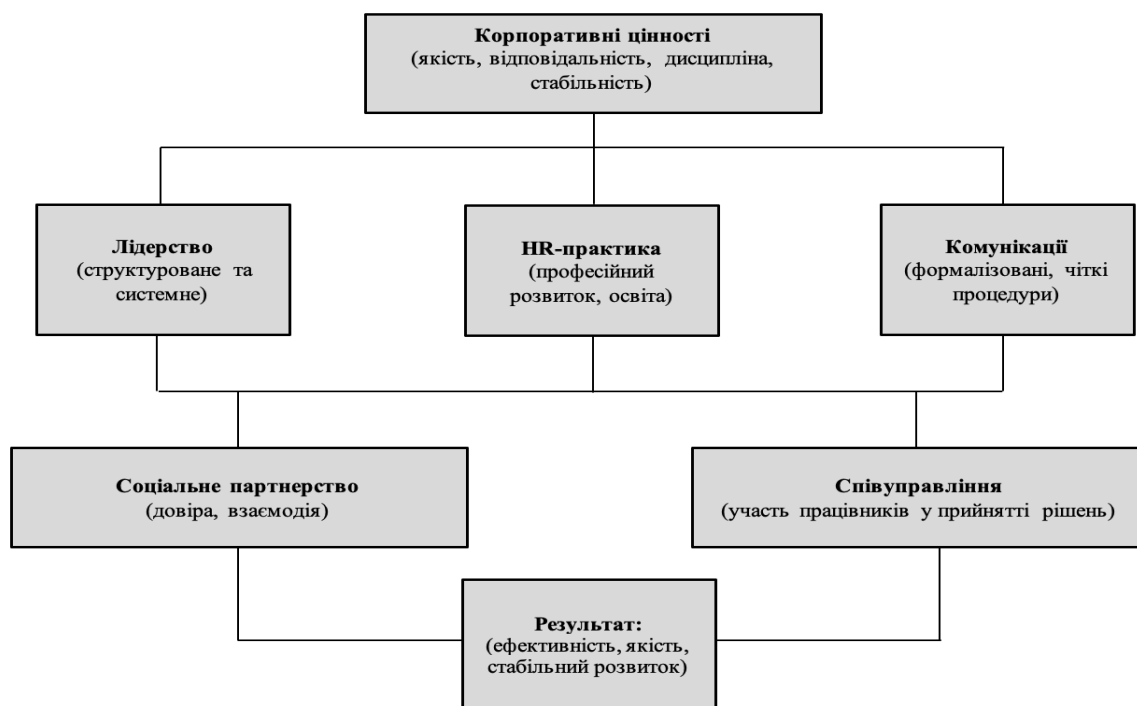 Корпоративні цінності
(якість, відповідальність, дисципліна,
стабільність)
Лідерство
(структуроване та
системне)
HR-практика
(професійний
розвиток, освіта)
Комунікації
(формалізовані, чіткі
процедури)
Соціальне партнерство
(довіра, взаємодія)
Співуправління
(участь працівників у прийнятті рішень)
Результат:
(ефективність, якість,
стабільний розвиток)